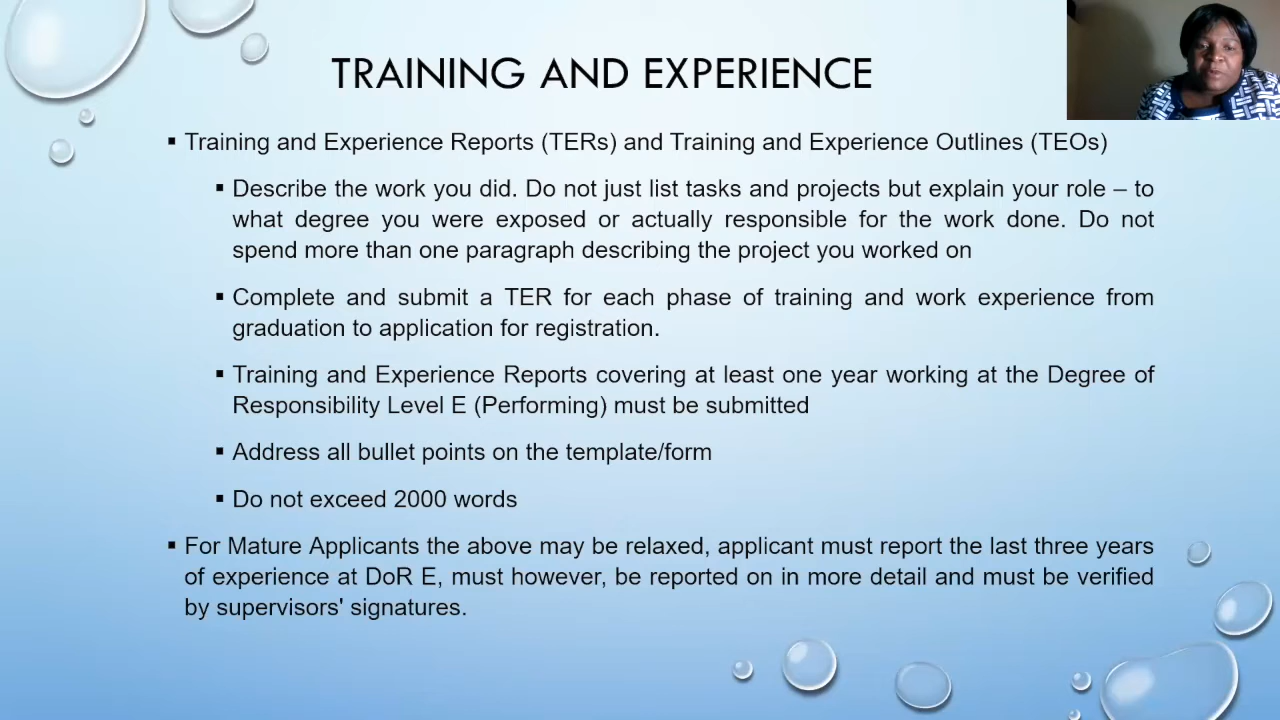 TRAINING AND EXPERIENCE
▪ Training and Experience Reports (TERs) and Training and Experience Outlines (TEOs)
▪ Describe the work you did. Do not just list tasks and projects but explain your role – to
what degree you were exposed or actually responsible for the work done. Do not
spend more than one paragraph describing the project you worked on
▪ Complete and submit a TER for each phase of training and work experience from
graduation to application for registration.
▪ Training and Experience Reports covering at least one year working at the Degree of
Responsibility Level E (Performing) must be submitted
▪ Address all bullet points on the template/form
▪ Do not exceed 2000 words
▪ For Mature Applicants the above may be relaxed, applicant must report the last three years
of experience at DoR E, must however, be reported on in more detail and must be verified
by supervisors' signatures.